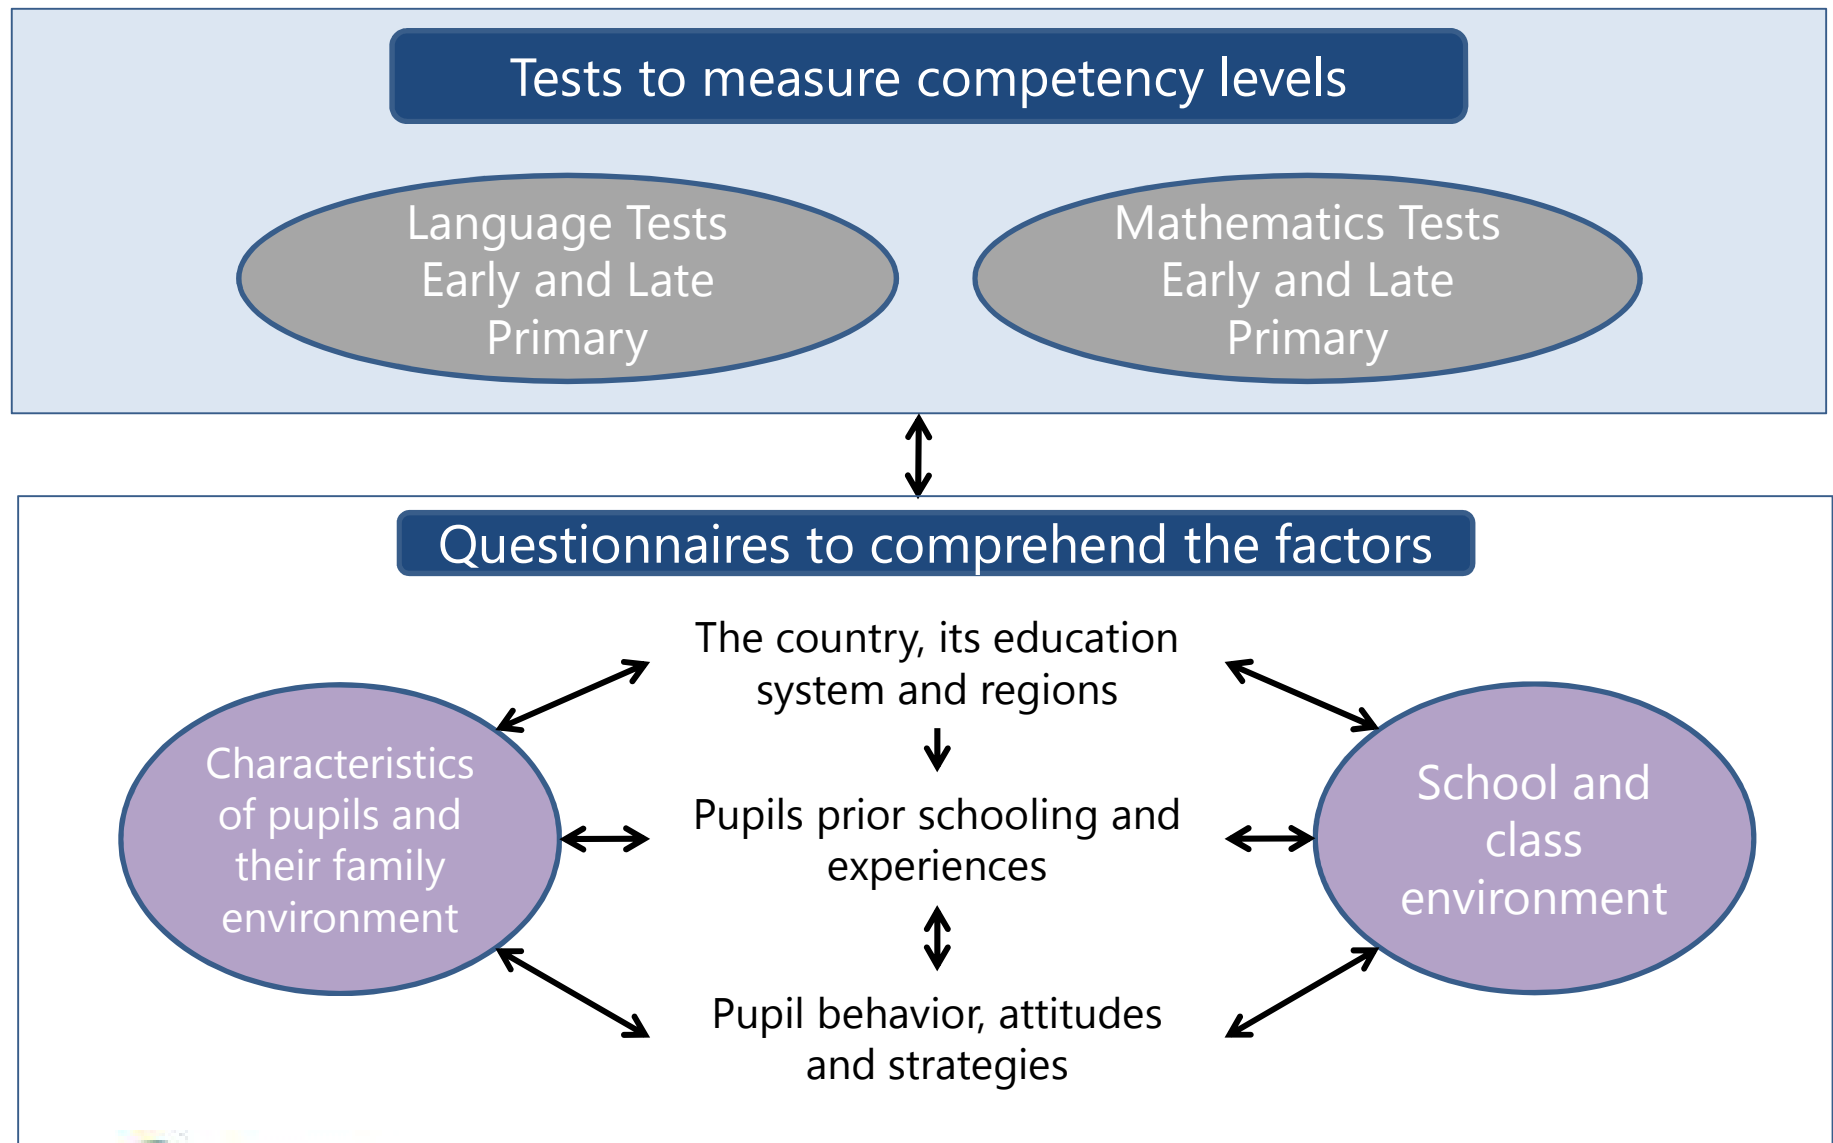 Tests to measure competency levels
Language Tests
Early and Late
Primary
Mathematics Tests
Early and Late
Primary
Questionnaires to comprehend the factors
The country, its education
system and regions
Characteristics
of pupils and
their family
environment
Pupils prior schooling and
experiences
School and
class
environment
Pupil behavior, attitudes
and strategies